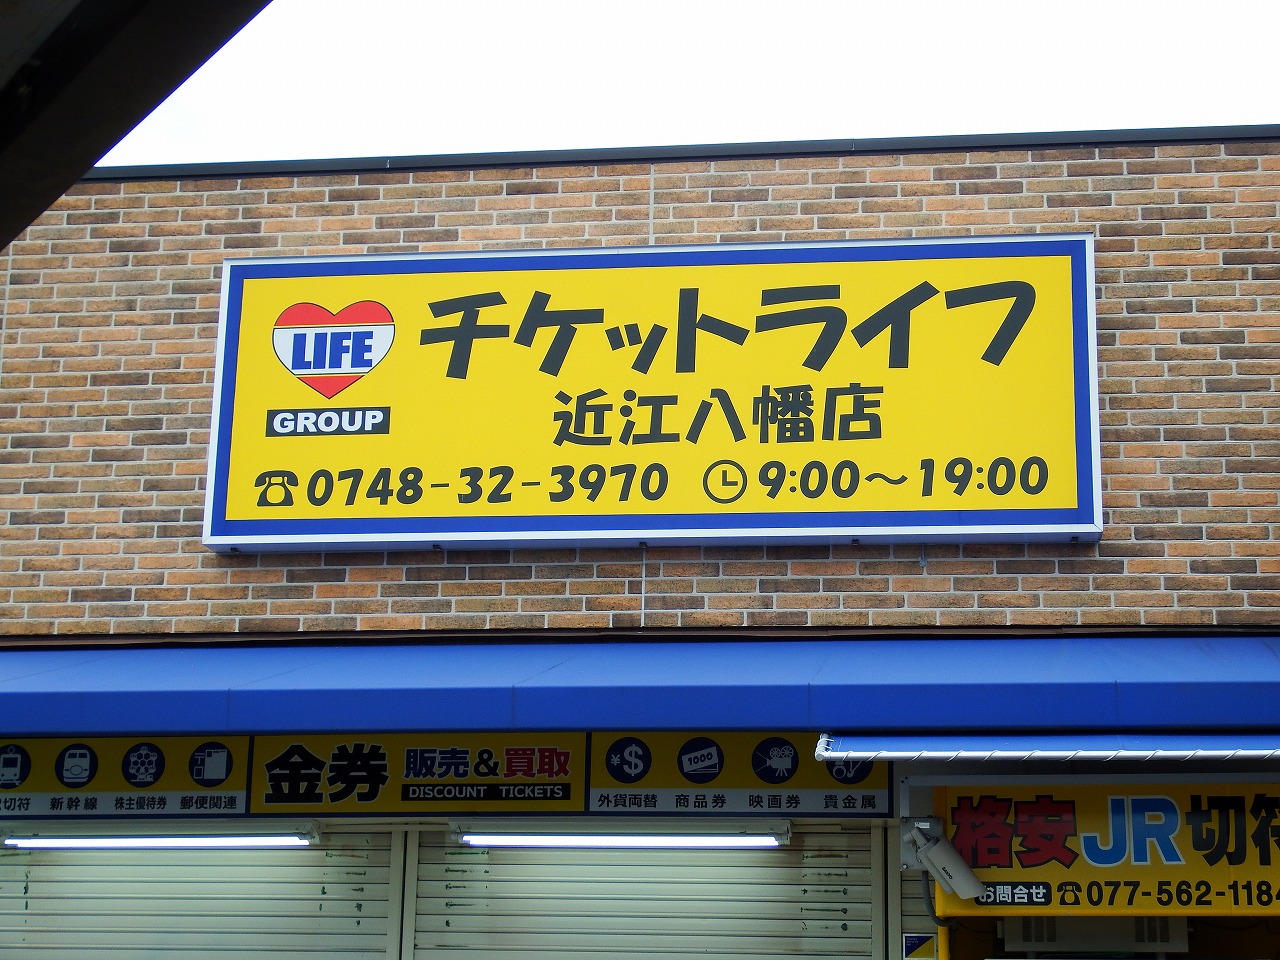 LIFE
GROUP
チケットライフ
近江八幡店
0748-32-3970 9:00～19:00
切符
新幹線
株主優待券
郵便関連
金券
販売&買取
DISCOUNT TICKETS
¥$
1000
外貨両替
商品券
映画券
貴金属
格安JR切符
お問合せ 077-562-1184